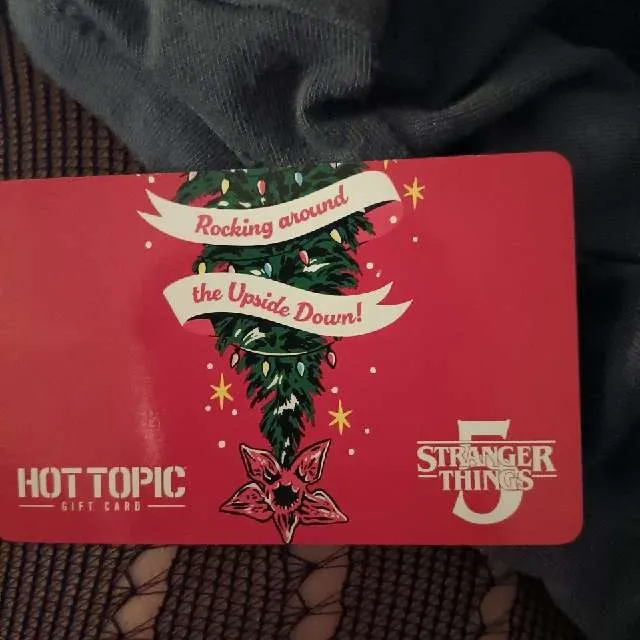 Rocking around
the Upside Down!
HOT TOPIC
GIFT CARD
STRANGER
THINGS
5